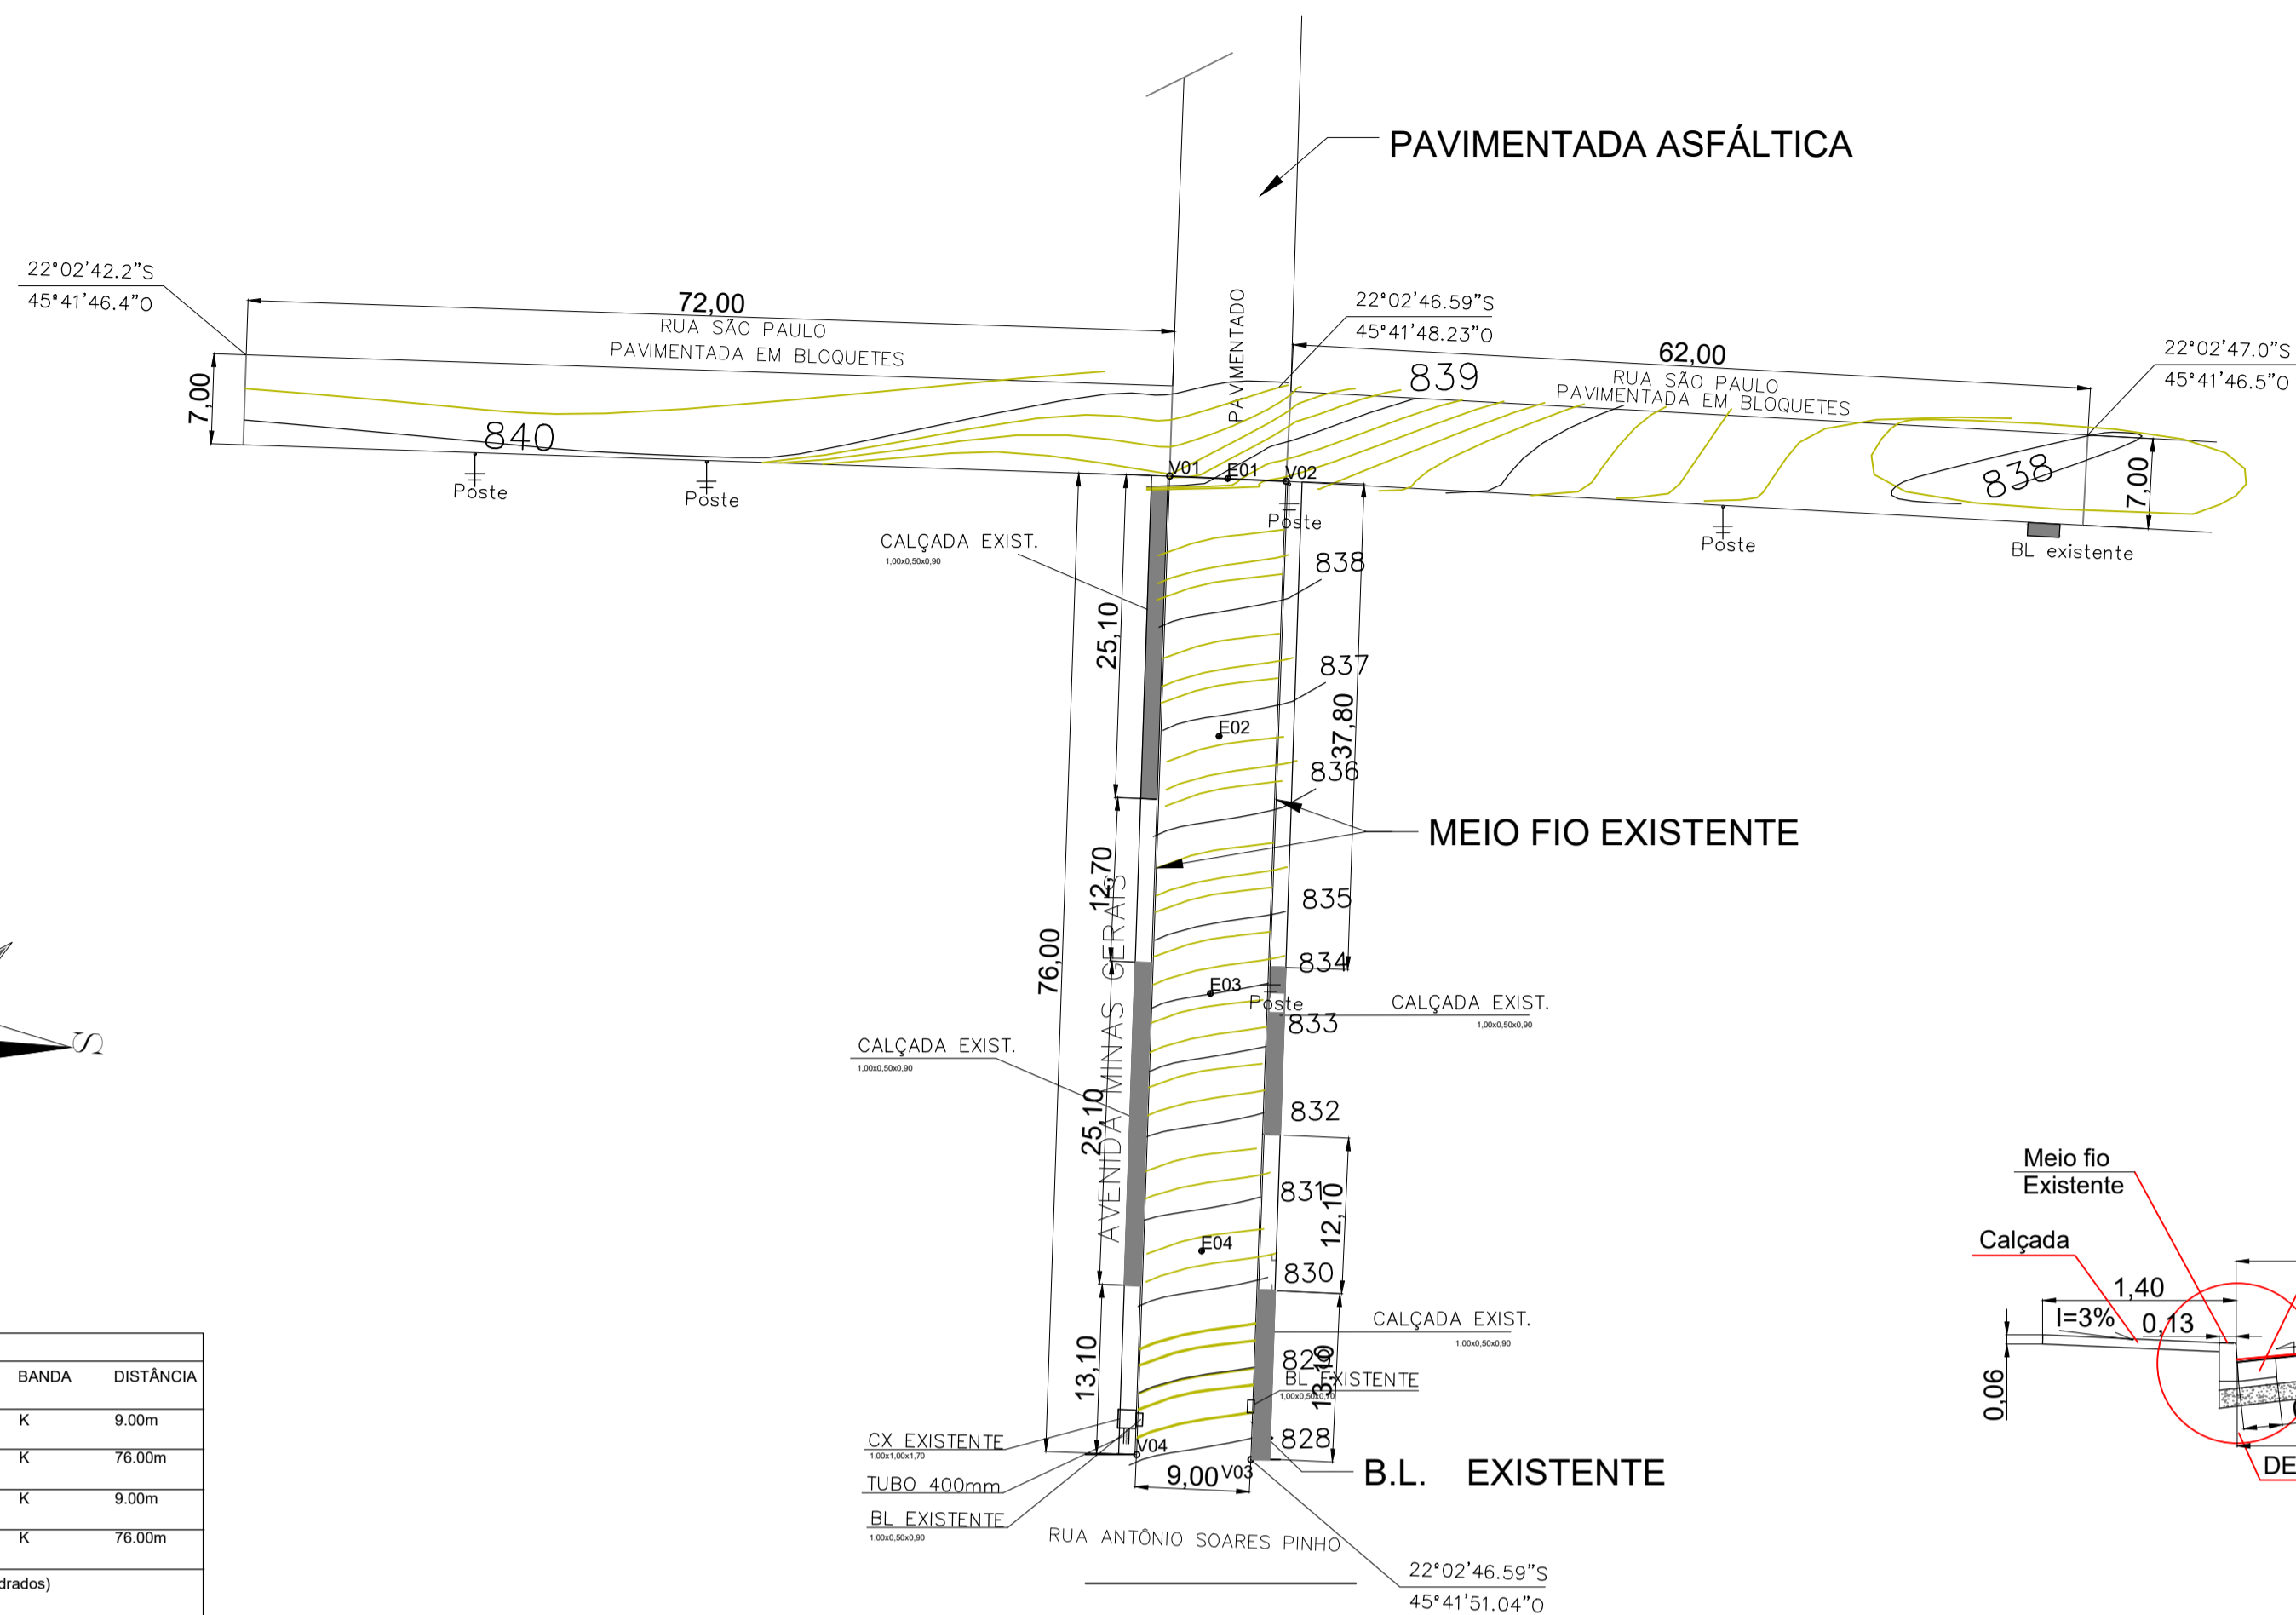 PAVIMENTADA ASFÁLTICA
22°02'42.2"S
45°41'46.4"O
72,00
RUA SÃO PAULO
PAVIMENTADA EM BLOQUETES
7,00
840
Poste
Poste
PAVIMENTADO
22°02'46.59"S
45°41'48.23"O
839
62,00
RUA SÃO PAULO
PAVIMENTADA EM BLOQUETES
22°02'47.0"S
45°41'46.5"O
838
7,00
BL existente
Poste
V01
E01
V02
Poste
CALÇADA EXIST.
1,00x0,50x0,90
838
25,10
837
37,80
E02
836
MEIO FIO EXISTENTE
12,70
835
76,00
AVENIDA MINAS GERAIS
834
E03
Poste
CALÇADA EXIST.
1,00x0,50x0,90
833
CALÇADA EXIST.
1,00x0,50x0,90
25,10
832
831
12,10
E04
830
CALÇADA EXIST.
1,00x0,50x0,90
13,10
829
13,10
BL EXISTENTE
828
CX EXISTENTE
1,00x1,00x1,70
TUBO 400mm
BL EXISTENTE
1,00x0,50x0,90
V04
9,00
V03
B.L. EXISTENTE
RUA ANTÔNIO SOARES PINHO
22°02'46.59"S
45°41'51.04"O
S
BANDA DISTÂNCIA
K 9.00m
K 76.00m
K 9.00m
K 76.00m
drados)
Meio fio
Existente
Calçada
1,40
I=3%
0,13
0,06
DE